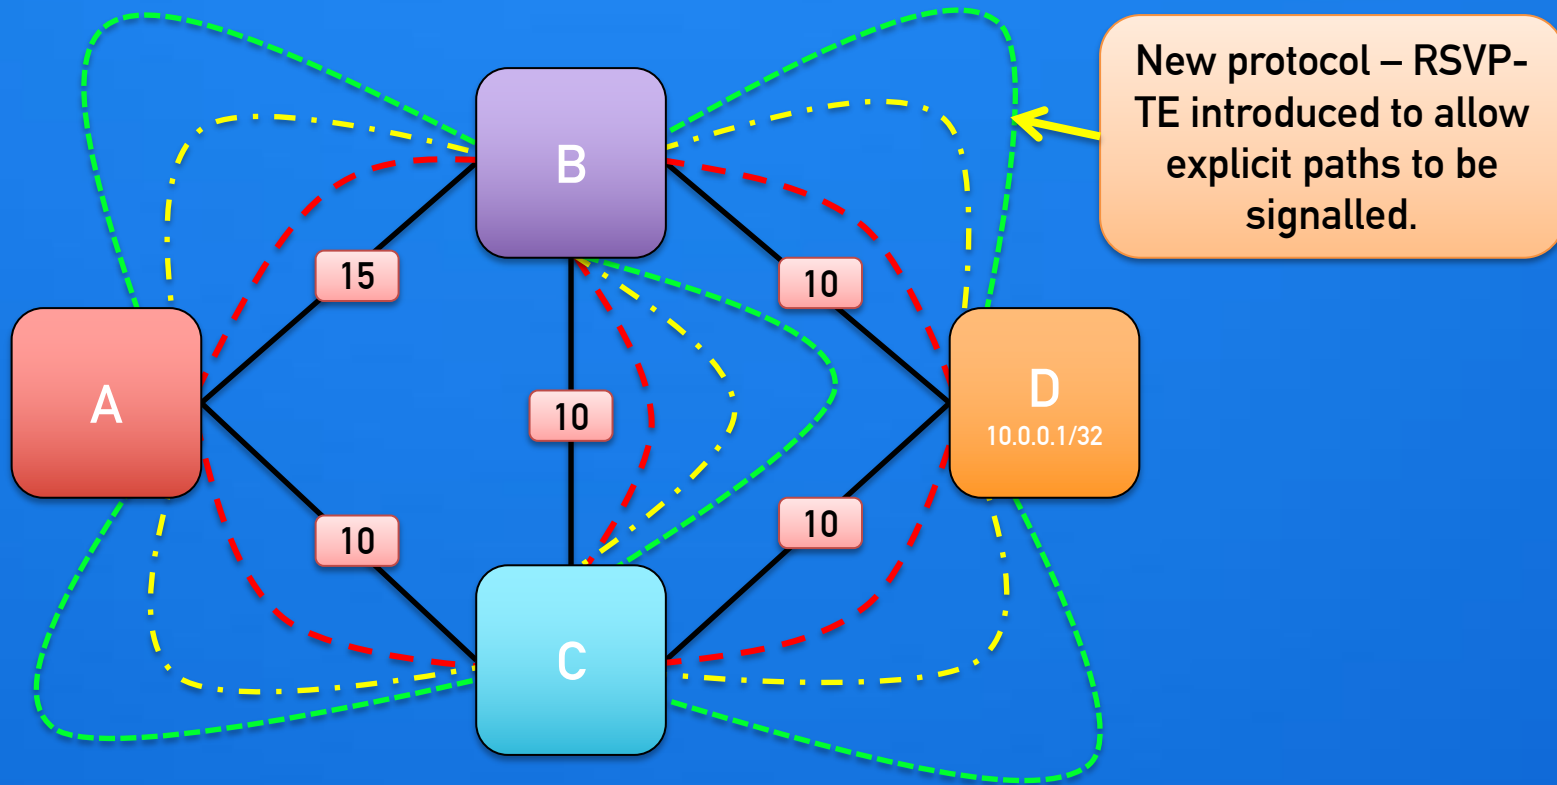 New protocol – RSVP-
TE introduced to allow
explicit paths to be
signalled.
B
15
10
A
10
D
10.0.0.1/32
10
10
C